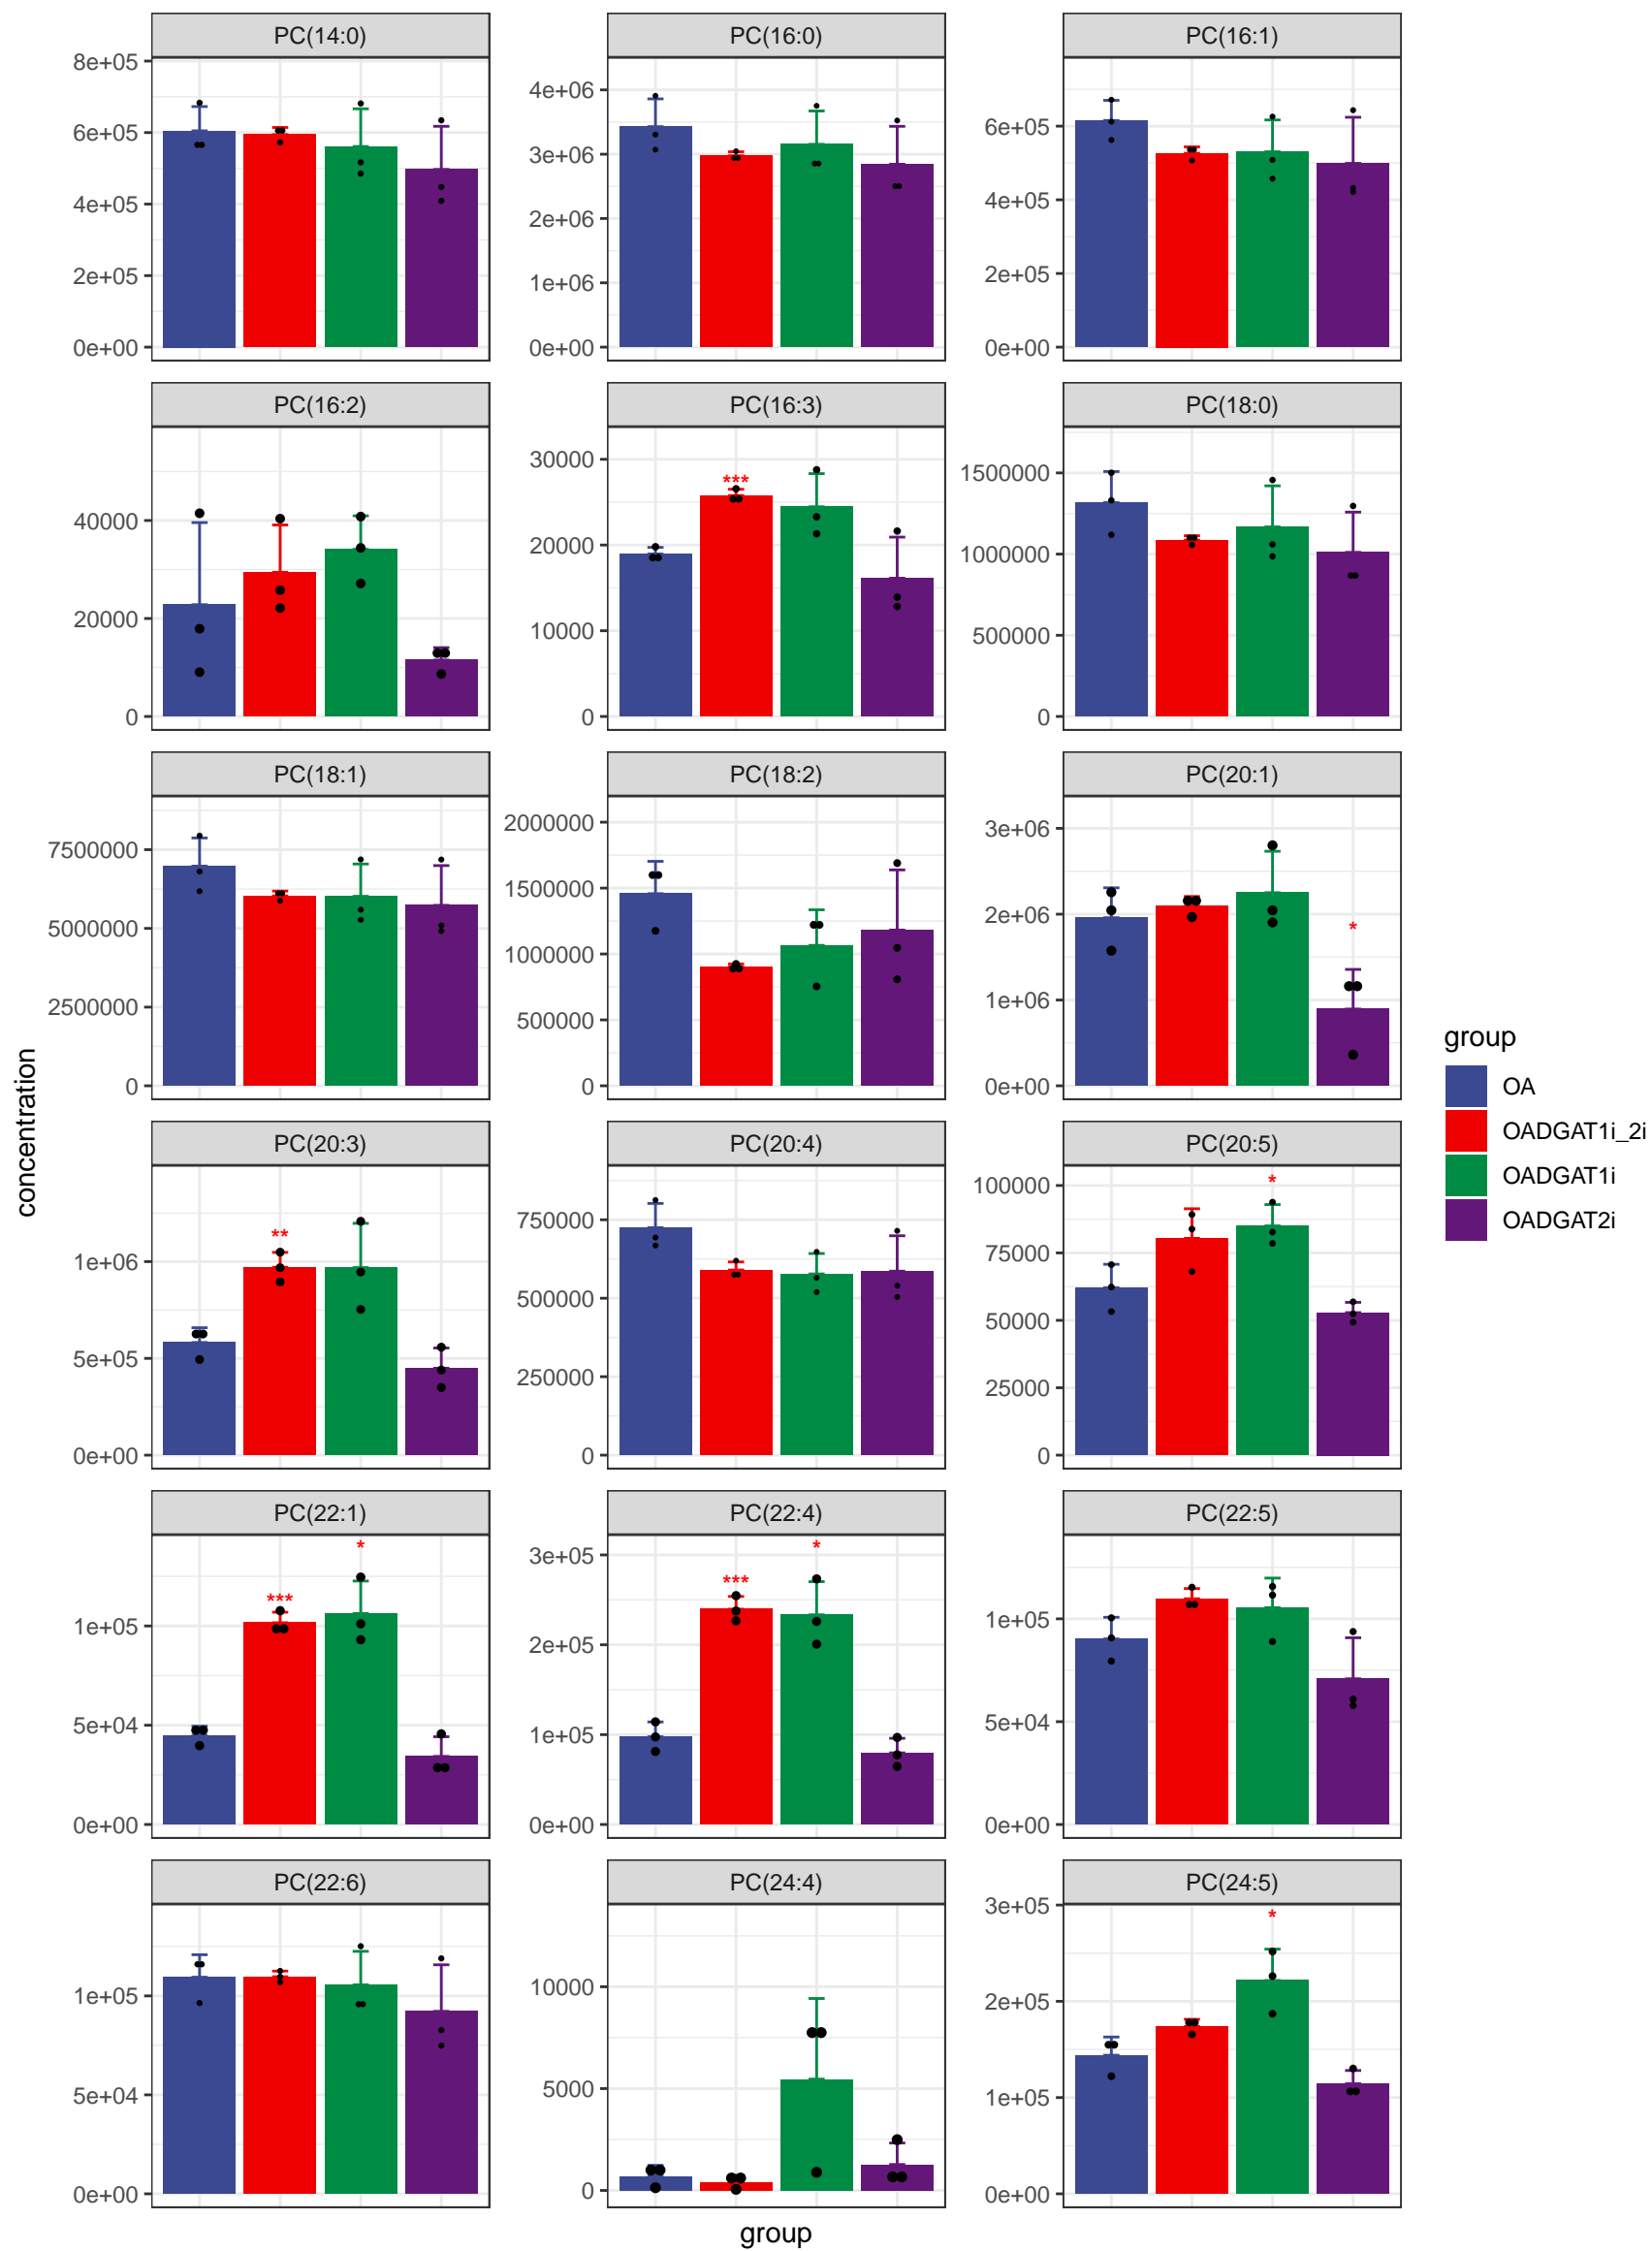 PC(14:0)
PC(16:0)
PC(16:1)
8e+05
6e+05
4e+05
2e+05
0e+00
4e+06
3e+06
2e+06
1e+06
0e+00
6e+05
4e+05
2e+05
0e+00
PC(16:2)
PC(16:3)
PC(18:0)
40000
20000
0
***
30000
20000
10000
0
1500000
1000000
500000
0
PC(18:1)
PC(18:2)
PC(20:1)
7500000
5000000
2500000
0
2000000
1500000
1000000
500000
0
*
3e+06
2e+06
1e+06
0e+00
concentration
PC(20:3)
PC(20:4)
PC(20:5)
**
1e+06
5e+05
0e+00
750000
500000
250000
0
*
100000
75000
50000
25000
0
group
OA
OADGAT1i_2i
OADGAT1i
OADGAT2i
PC(22:1)
PC(22:4)
PC(22:5)
*
***
1e+05
5e+04
0e+00
*
***
3e+05
2e+05
1e+05
0e+00
1e+05
5e+04
0e+00
PC(22:6)
PC(24:4)
PC(24:5)
1e+05
5e+04
0e+00
10000
5000
0
*
3e+05
2e+05
1e+05
0e+00
group